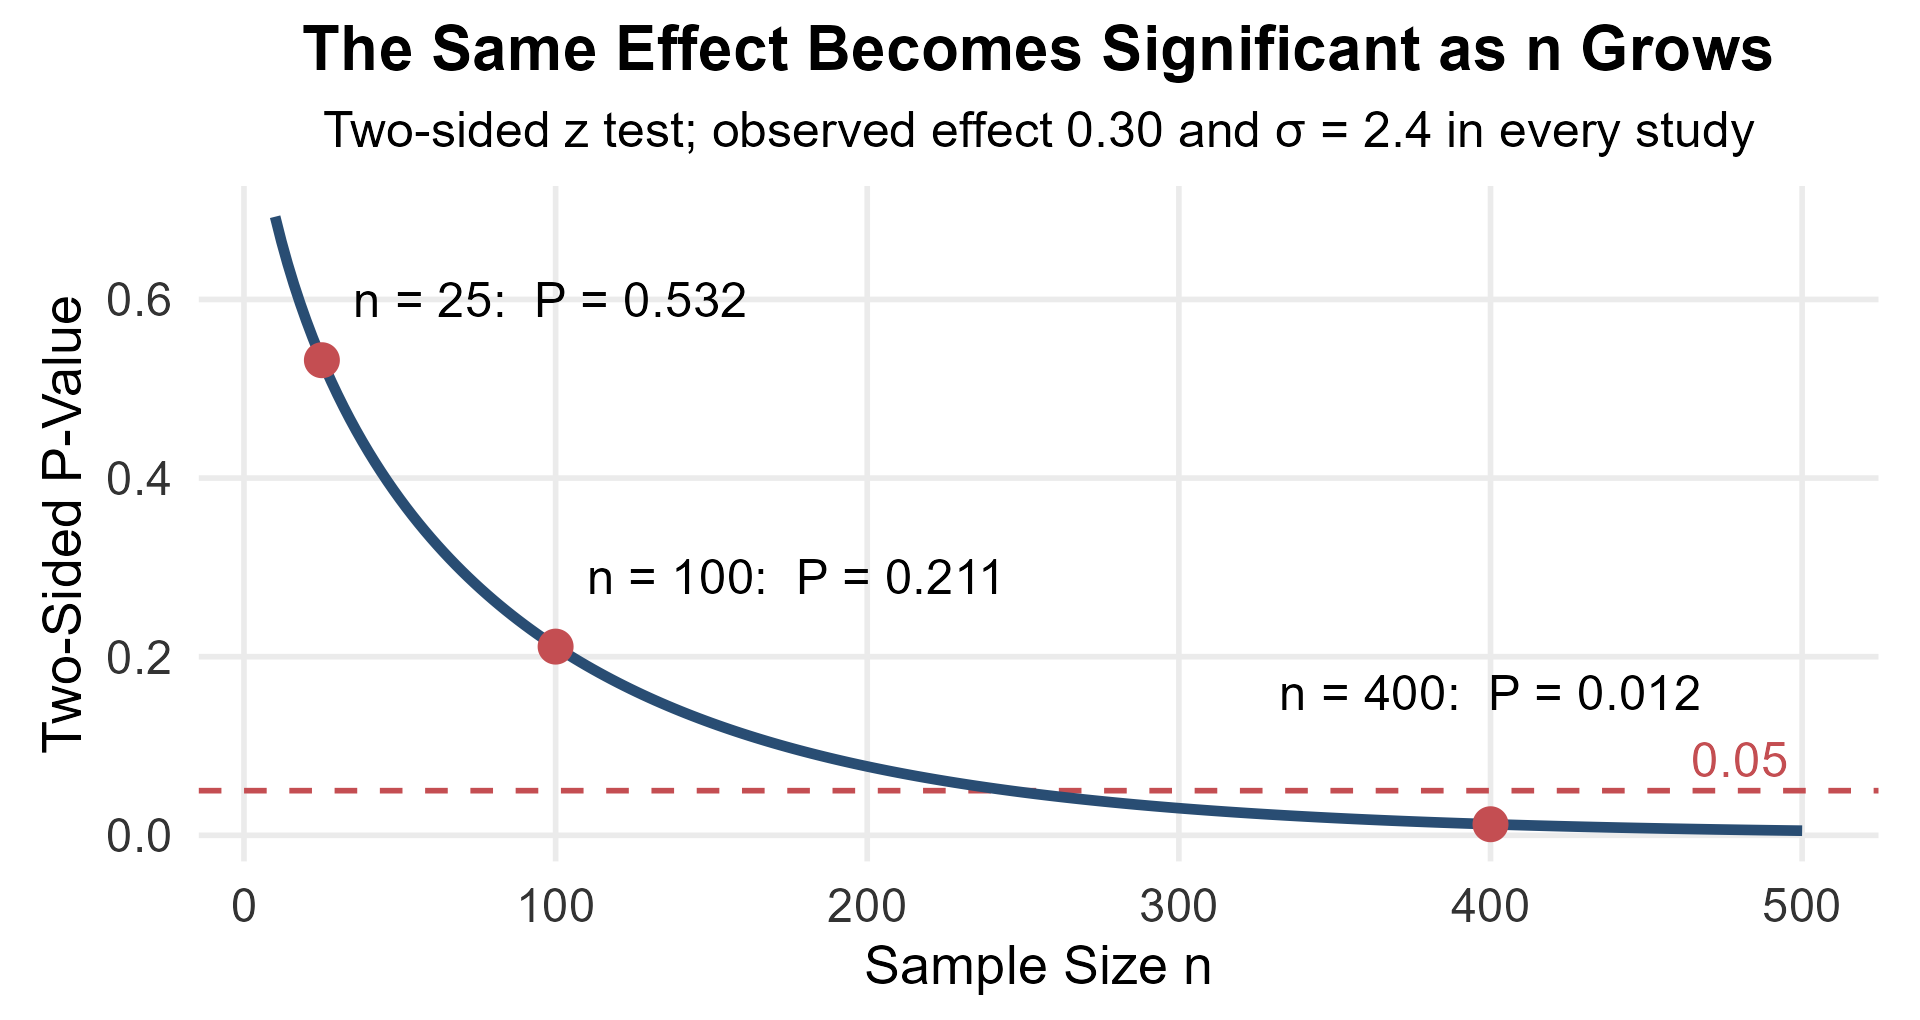 The Same Effect Becomes Significant as n Grows
Two-sided z test; observed effect 0.30 and σ = 2.4 in every study
Two-Sided P-Value
0.6
0.4
0.2
0.0
n = 25:  P = 0.532
n = 100:  P = 0.211
n = 400:  P = 0.012
0.05
0 100 200 300 400 500
Sample Size n